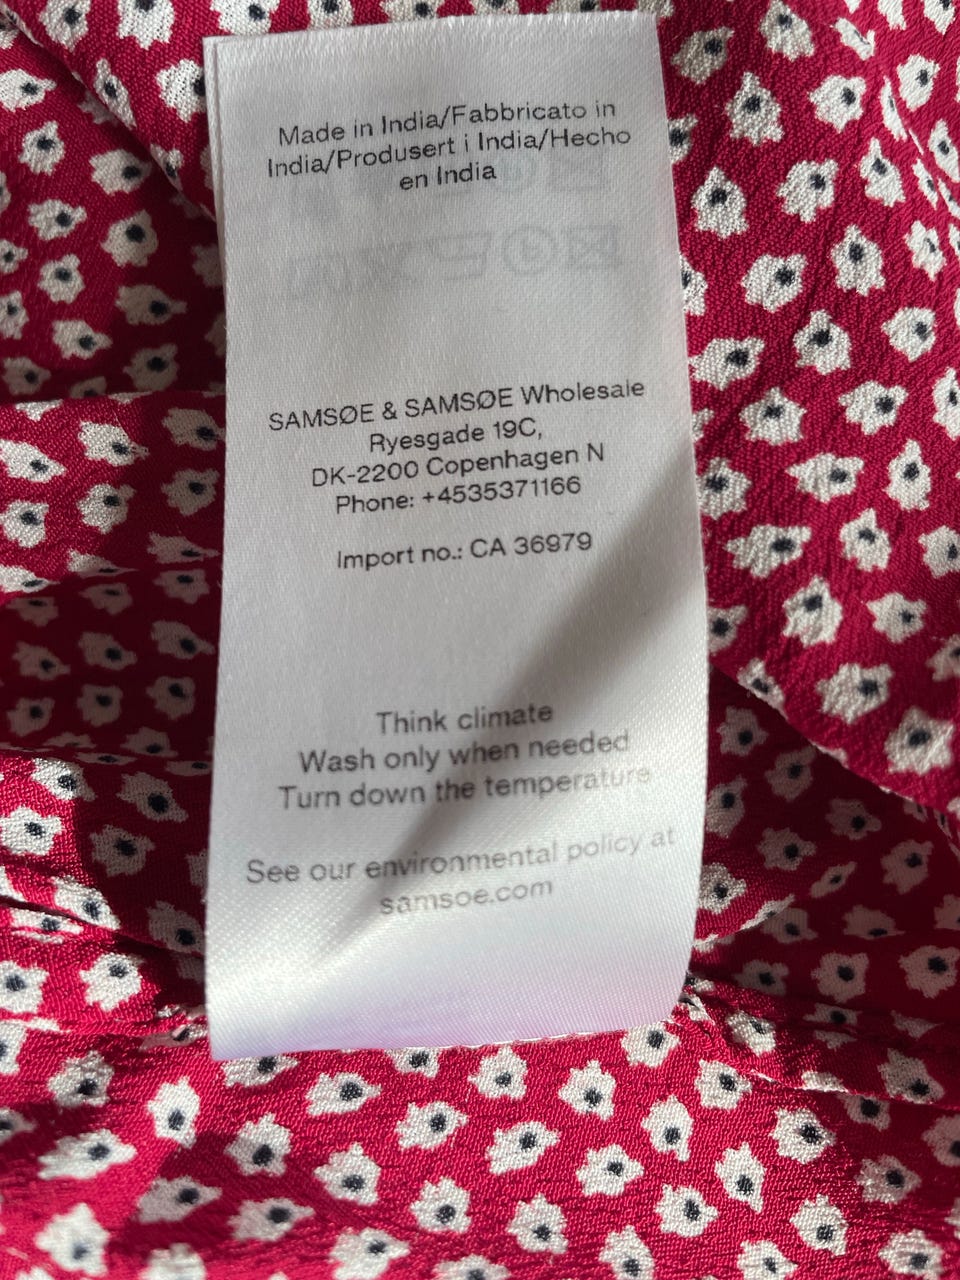 Made in India/Fabbricato in
India/Produsert i India/Hecho
en India
SAMSØE & SAMSØE Wholesale
Ryesgade 19C,
DK-2200 Copenhagen N
Phone: +4535371166
Import no.: CA 36979
Think climate
Wash only when needed
Turn down the temperature
See our environmental policy at
samsoe.com